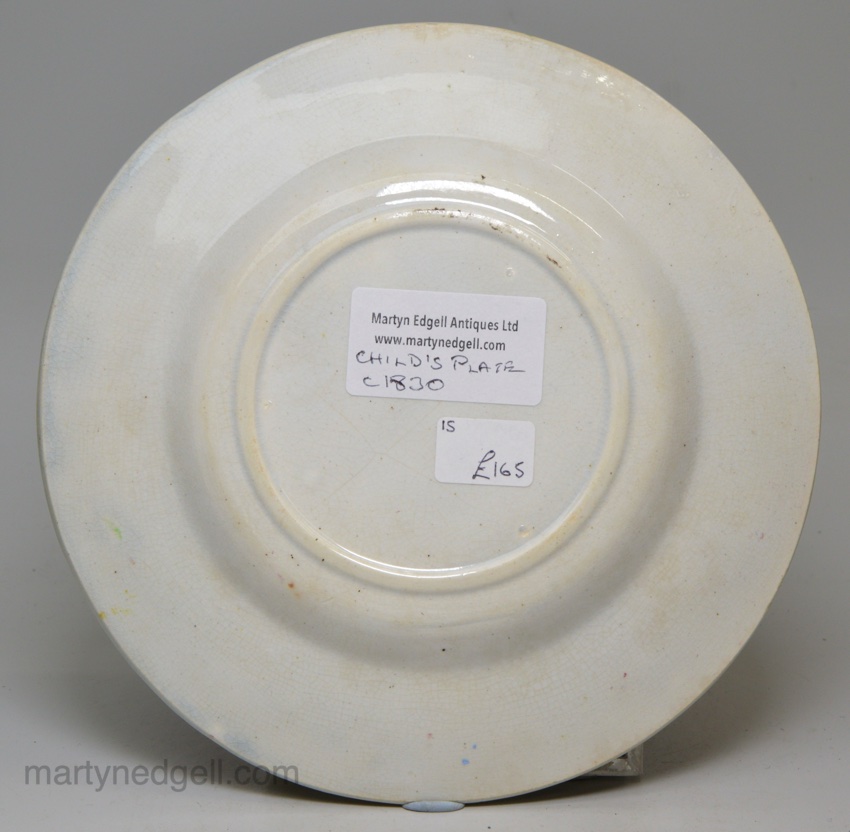 Martyn Edgell Antiques Ltd
www.martynedgell.com
CHILD'S PLATE
C1830
15
£165
martynedgell.com